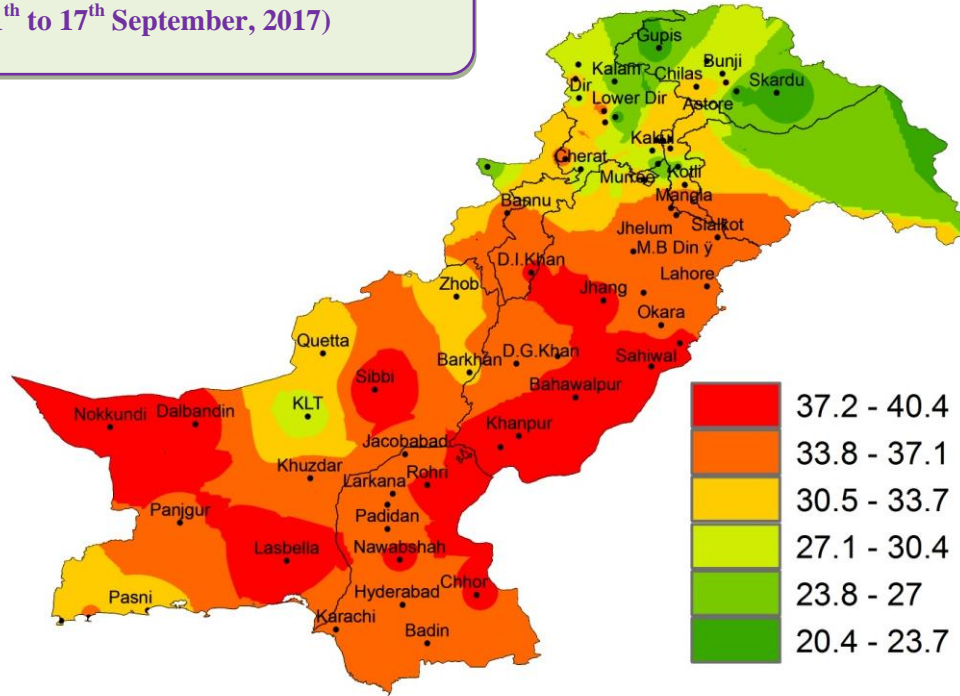 th to 17th September, 2017)
Gupis
Bunji
Kalam
Chilas
Skardu
Dir
Lower Dir
Astore
Kakul
Cherat
Murree
Kotli
Bannu
Mangla
Jhelum
Sialkot
M.B Din ÿ
D.I.Khan
Lahore
Zhob
Jhang
Okara
Quetta
Barkhan
D.G.Khan
Sahiwal
Sibbi
Bahawalpur
Nokkundi
Dalbandin
KLT
Khanpur
Jacobabad
Khuzdar
Larkana
Rohri
Panjgur
Padidan
Lasbella
Nawabshah
Pasni
Hyderabad
Chhor
Karachi
Badin
37.2 - 40.4
33.8 - 37.1
30.5 - 33.7
27.1 - 30.4
23.8 - 27
20.4 - 23.7